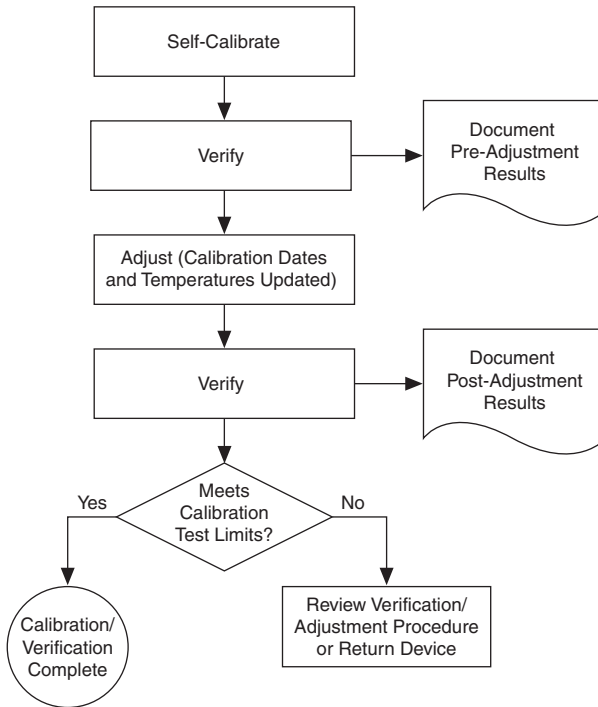 Self-Calibrate
Verify
Document
Pre-Adjustment
Results
Adjust (Calibration Dates
and Temperatures Updated)
Verify
Document
Post-Adjustment
Results
Meets
Calibration
Test Limits?
Yes
No
Calibration/
Verification
Complete
Review Verification/
Adjustment Procedure
or Return Device